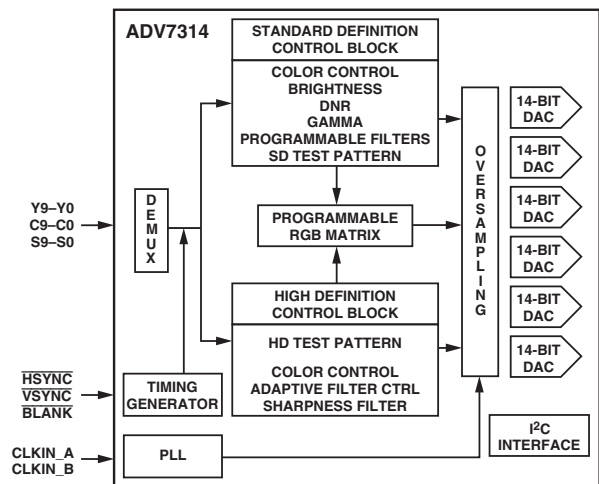 ADV7314
STANDARD DEFINITION
CONTROL BLOCK
COLOR CONTROL
BRIGHTNESS
DNR
GAMMA
PROGRAMMABLE FILTERS
SD TEST PATTERN
Y9–Y0
C9–C0
S9–S0
DEMUX
PROGRAMMABLE
RGB MATRIX
HIGH DEFINITION
CONTROL BLOCK
HD TEST PATTERN
COLOR CONTROL
ADAPTIVE FILTER CTRL
SHARPNESS FILTER
HSYNC
VSYNC
BLANK
TIMING
GENERATOR
CLKIN_A
CLKIN_B
PLL
OVERSAMPLING
14-BIT
DAC
14-BIT
DAC
14-BIT
DAC
14-BIT
DAC
14-BIT
DAC
14-BIT
DAC
I²C
INTERFACE